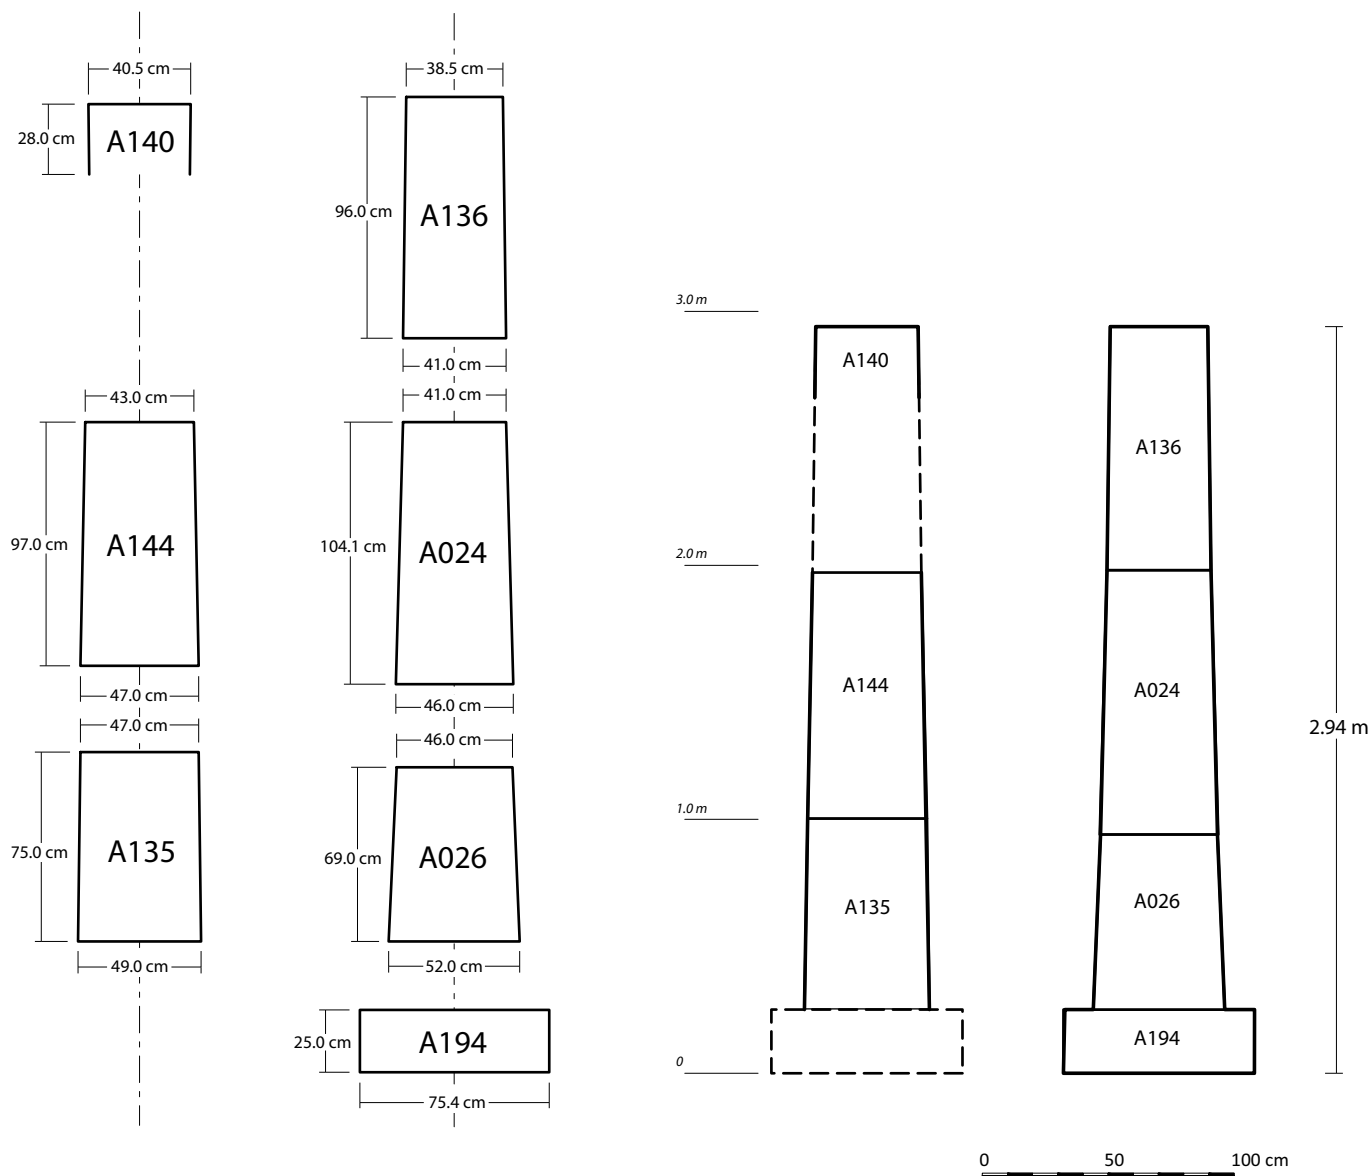 40.5 cm
28.0 cm
A140
38.5 cm
96.0 cm
A136
41.0 cm
43.0 cm
97.0 cm
A144
47.0 cm
41.0 cm
104.1 cm
A024
46.0 cm
47.0 cm
75.0 cm
A135
49.0 cm
46.0 cm
69.0 cm
A026
52.0 cm
25.0 cm
A194
75.4 cm
3.0 m
2.0 m
1.0 m
0
A140
A144
A135
A136
A024
A026
A194
2.94 m
0 50 100 cm